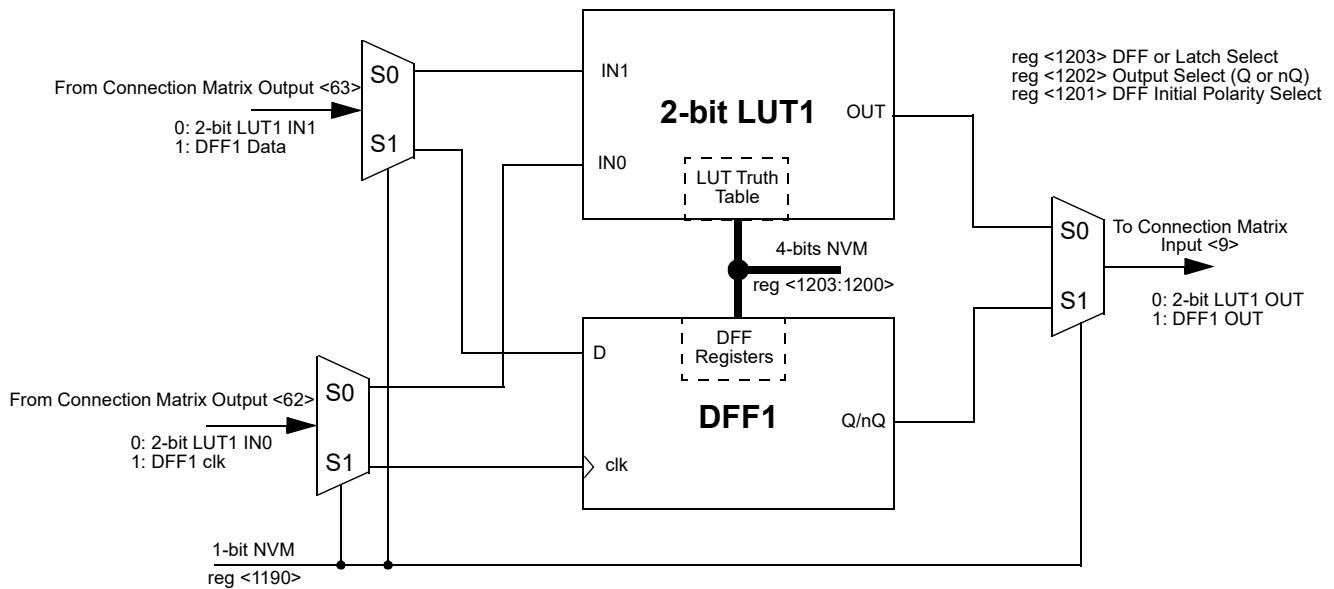 reg <1203> DFF or Latch Select
reg <1202> Output Select (Q or nQ)
reg <1201> DFF Initial Polarity Select
From Connection Matrix Output <63>
0: 2-bit LUT1 IN1
1: DFF1 Data
S0
S1
IN1
IN0
2-bit LUT1
OUT
LUT Truth
Table
4-bits NVM
reg <1203:1200>
S0
S1
To Connection Matrix
Input <9>
0: 2-bit LUT1 OUT
1: DFF1 OUT
From Connection Matrix Output <62>
0: 2-bit LUT1 IN0
1: DFF1 clk
S0
S1
D
clk
DFF
Registers
DFF1
Q/nQ
1-bit NVM
reg <1190>